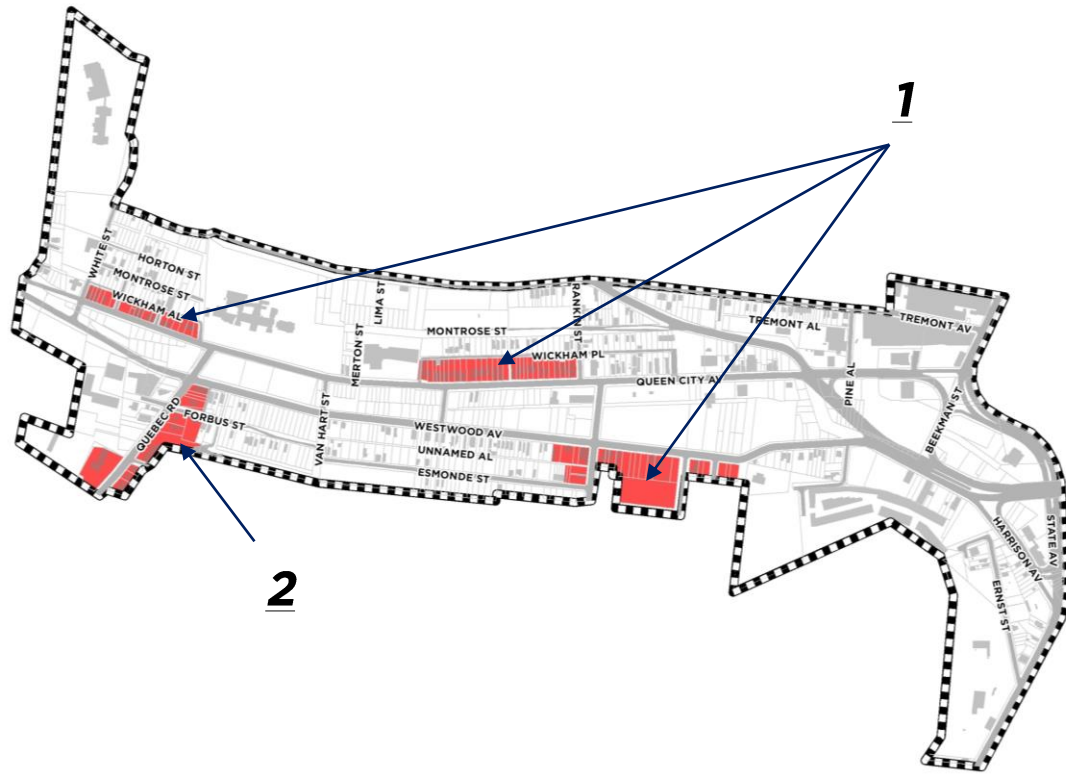 1
WHITE ST
HORTON ST
MONTROSE ST
WICKHAM AL
LIMA ST
MERTON ST
MONTROSE ST
RANKIN ST
WICKHAM PL
TREMONT AL
TREMONT AV
QUEEN CITY AV
PINE AL
BEEKMAN ST
QUEBEC RD
FORBUS ST
VAN HART ST
WESTWOOD AV
UNNAMED AL
ESMONDE ST
HARRISON AV
STATE AV
ERNST ST
2